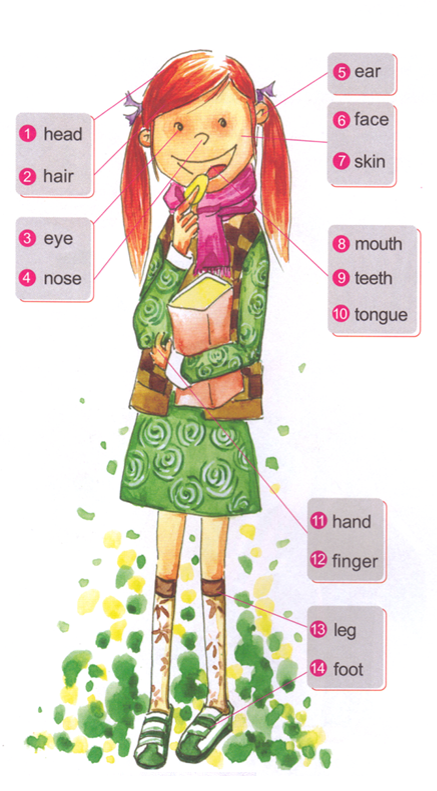 1 head
2 hair
3 eye
4 nose
5 ear
6 face
7 skin
8 mouth
9 teeth
10 tongue
11 hand
12 finger
13 leg
14 foot